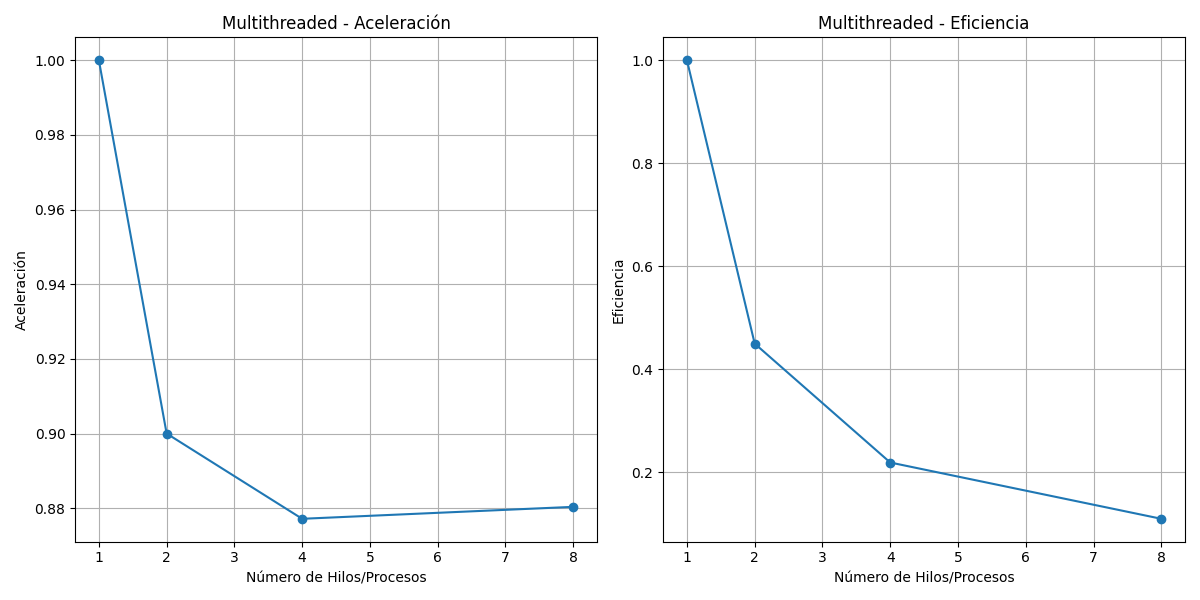 Multithreaded - Aceleración
1.00
0.98
0.96
0.94
0.92
0.90
0.88
Aceleración
1 2 3 4 5 6 7 8
Número de Hilos/Procesos
Multithreaded - Eficiencia
1.0
0.8
0.6
0.4
0.2
Eficiencia
1 2 3 4 5 6 7 8
Número de Hilos/Procesos